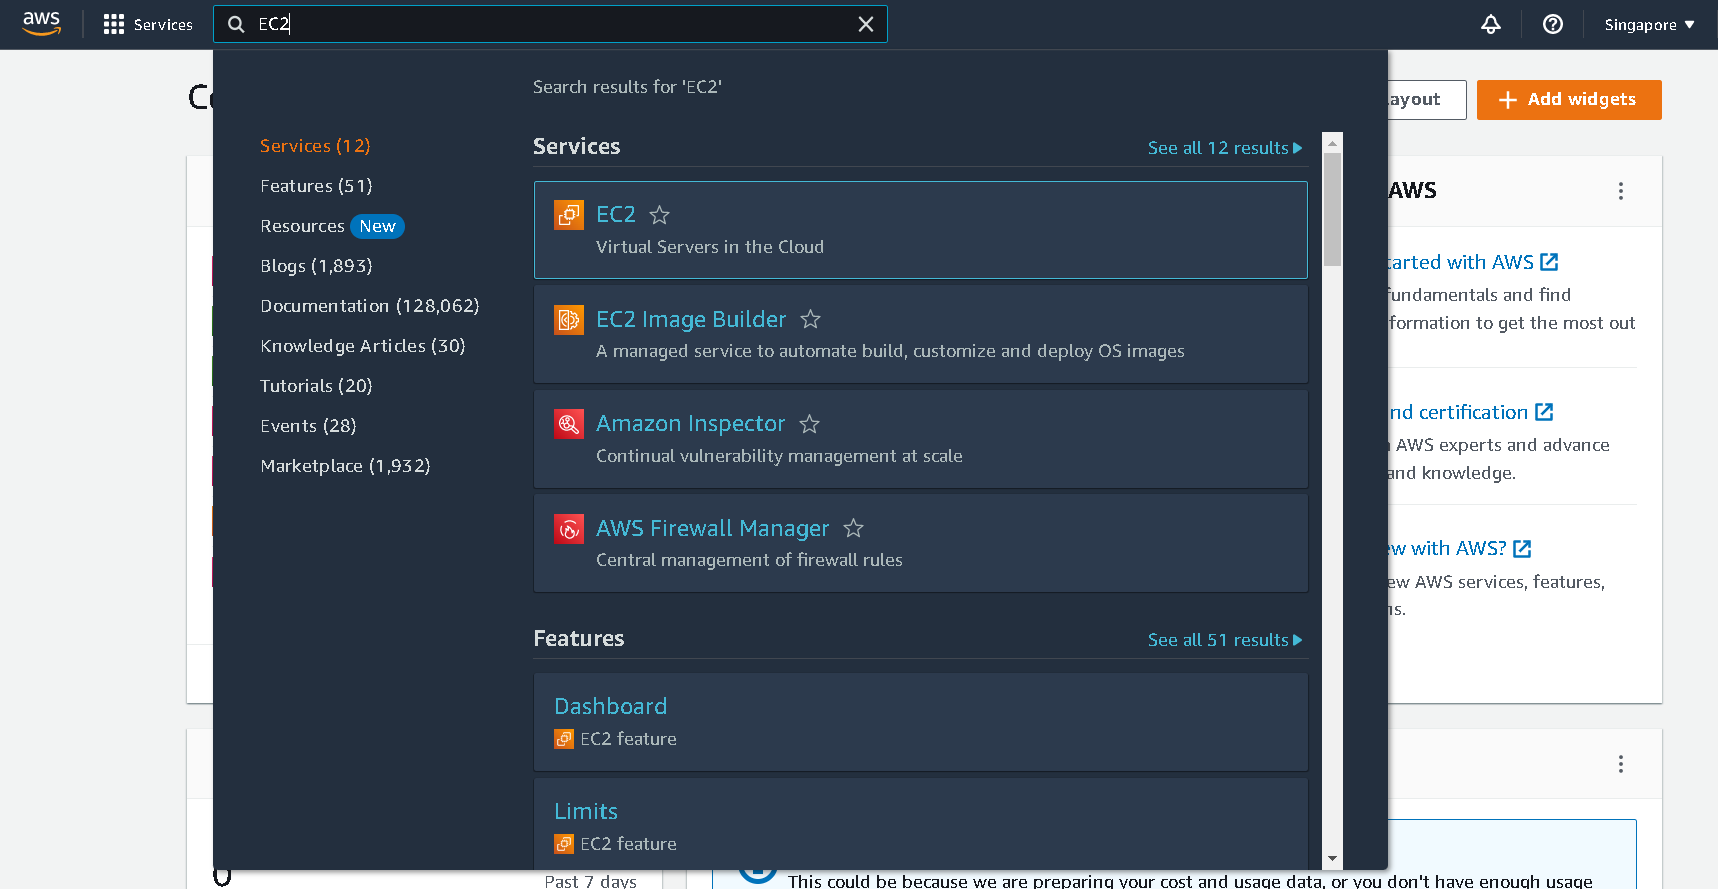 aws
Services
EC2
Singapore
Search results for 'EC2'
Services (12)
Features (51)
Resources New
Blogs (1,893)
Documentation (128,062)
Knowledge Articles (30)
Tutorials (20)
Events (28)
Marketplace (1,932)
Services
See all 12 results
EC2
Virtual Servers in the Cloud
EC2 Image Builder
A managed service to automate build, customize and deploy OS images
Amazon Inspector
Continual vulnerability management at scale
AWS Firewall Manager
Central management of firewall rules
Features
See all 51 results
Dashboard
EC2 feature
Limits
EC2 feature
ayout
Add widgets
AWS
tarted with AWS
fundamentals and find
formation to get the most out
nd certification
AWS experts and advance
and knowledge.
ew with AWS?
ew AWS services, features,
ns.
0
Past 7 days
This could be because we are preparing your cost and usage data, or you don't have enough usage